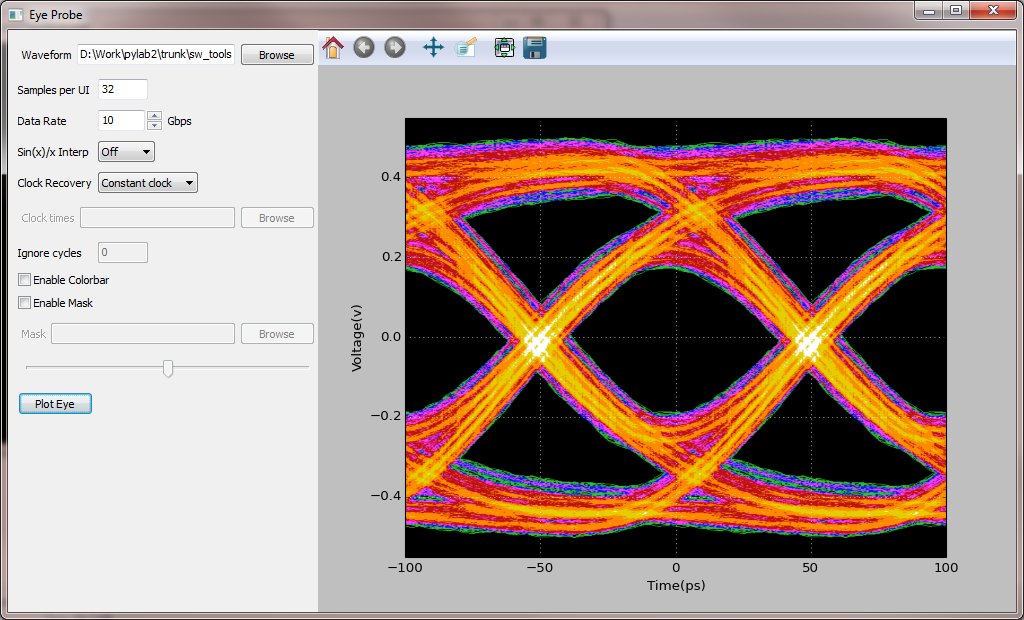 Eye Probe
Waveform D:\Work\pylab2\trunk\sw_tools Browse
Samples per UI 32
Data Rate 10 Gbps
Sin(x)/x Interp Off
Clock Recovery Constant clock
Clock times Browse
Ignore cycles 0
Enable Colorbar
Enable Mask
Mask Browse
Plot Eye
Voltage(v)
0.4
0.2
0.0
−0.2
−0.4
−100 −50 0 50 100
Time(ps)